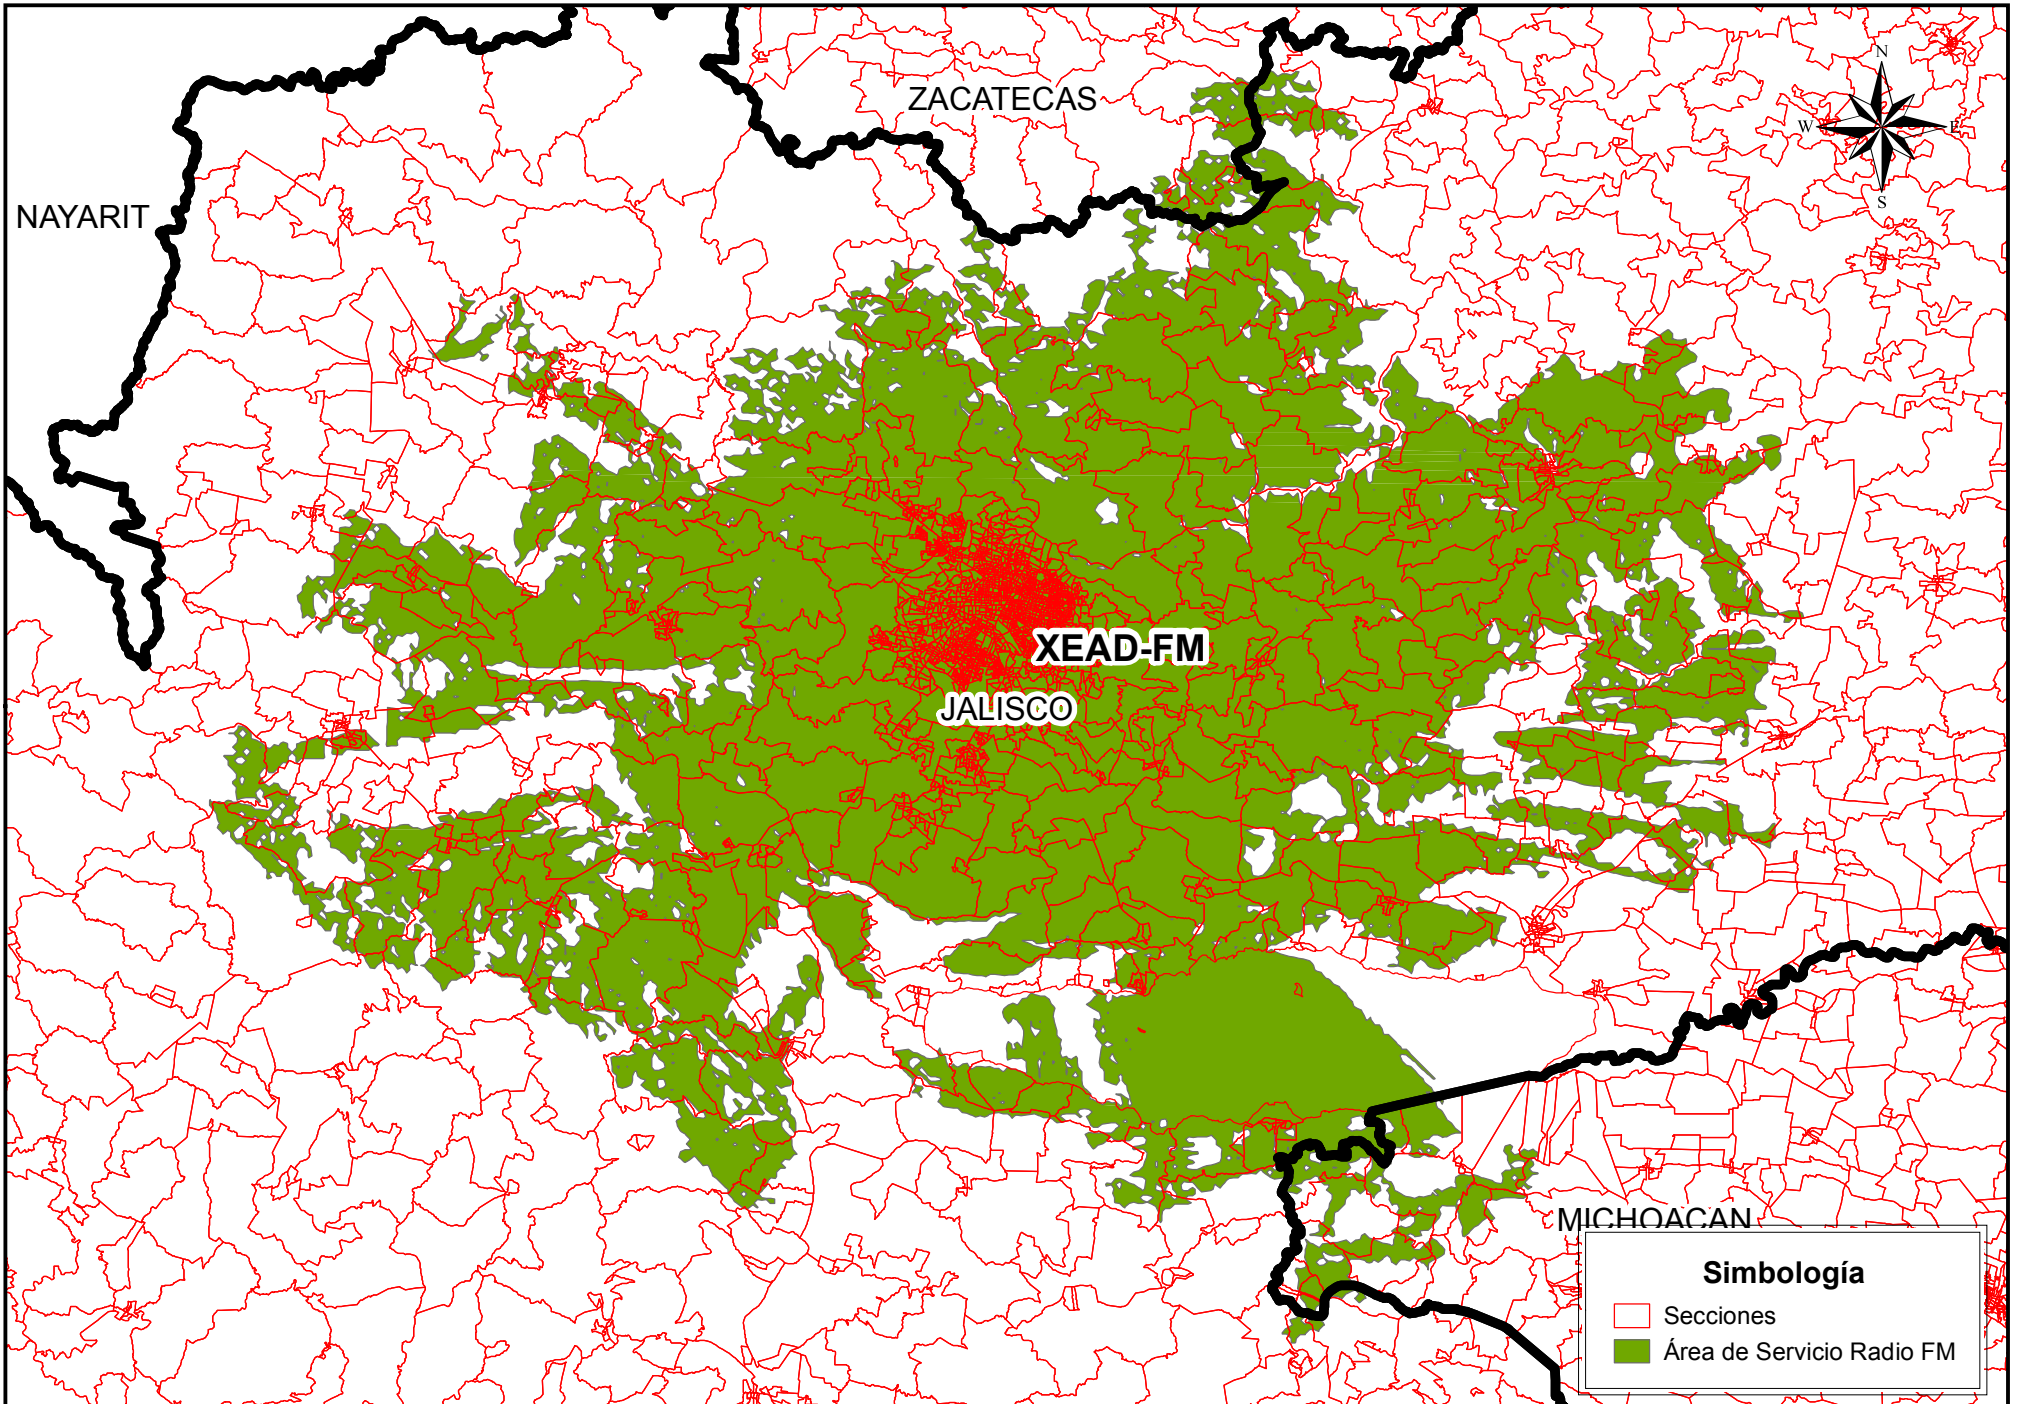 ZACATECAS
N
W
E
S
NAYARIT
XEAD-FM
JALISCO
MICHOACAN
Simbología
Secciones
Área de Servicio Radio FM